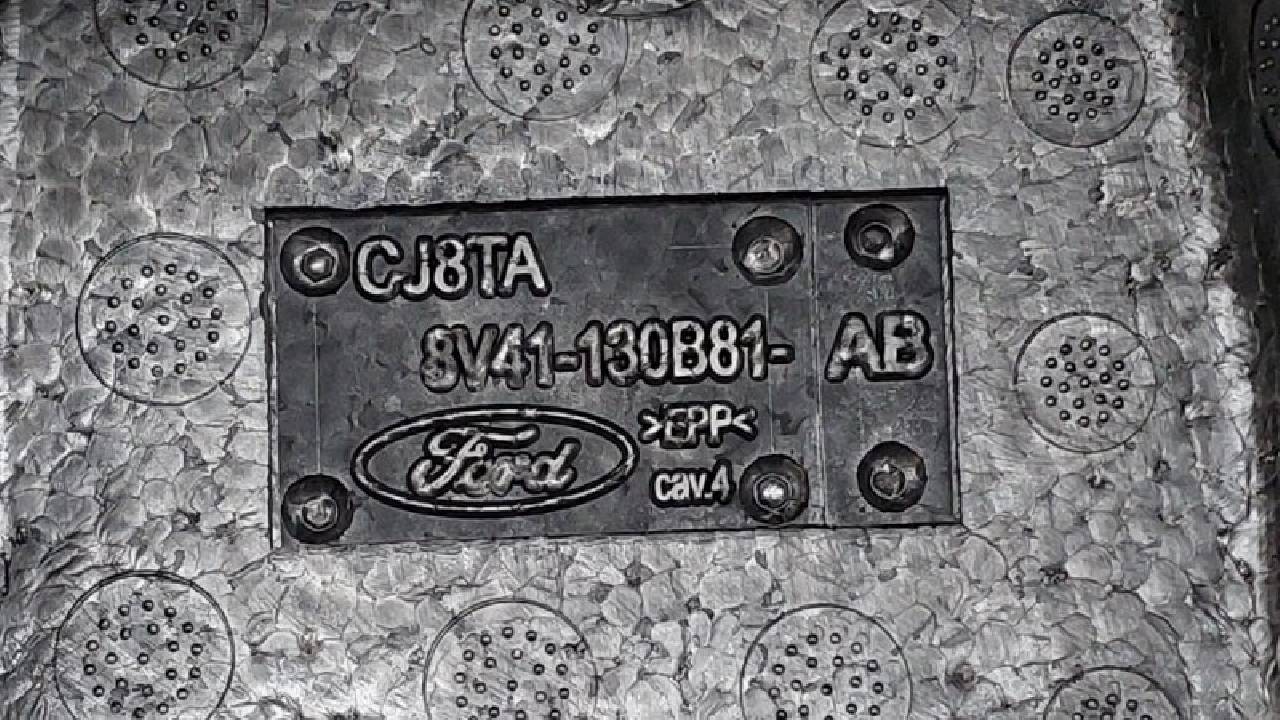 CJ8TA
8V41-130B81- AB
Ford >EPP<
cav.4